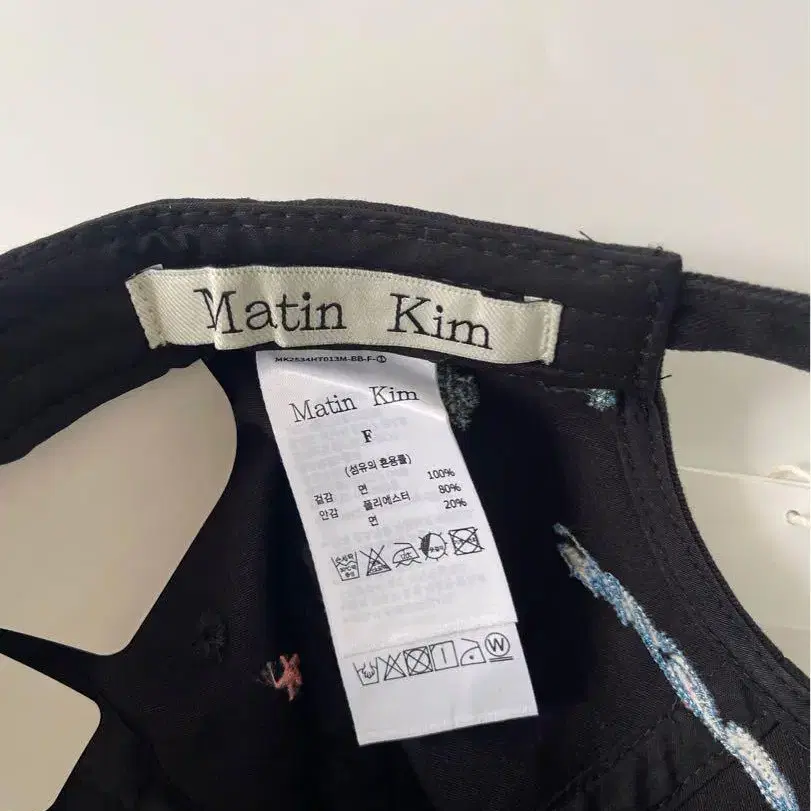 Matin Kim
MK2534HT013M-BB-F-①
Matin Kim
F
(섬유의 혼용률)
겉감 면 100%
안감 폴리에스터 80%
면 20%
W